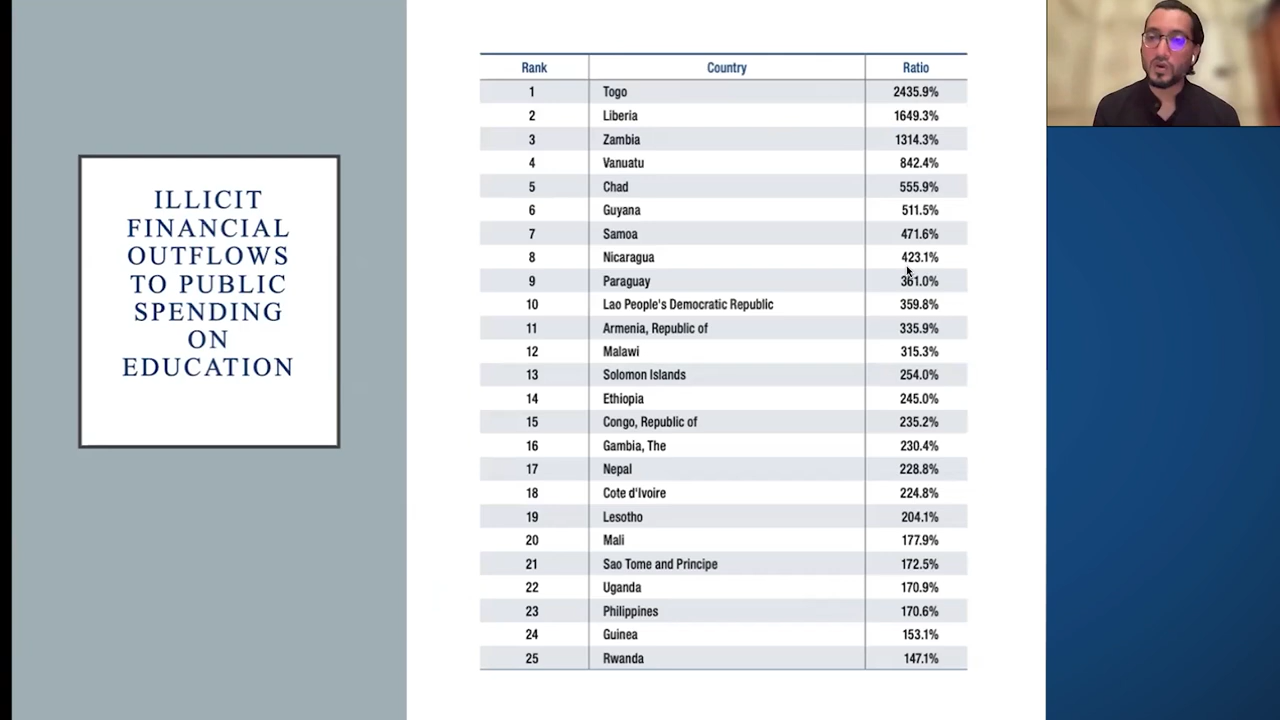 ILLICIT
FINANCIAL
OUTFLOWS
TO PUBLIC
SPENDING
ON
EDUCATION
Rank Country Ratio
1 Togo 2435.9%
2 Liberia 1649.3%
3 Zambia 1314.3%
4 Vanuatu 842.4%
5 Chad 555.9%
6 Guyana 511.5%
7 Samoa 471.6%
8 Nicaragua 423.1%
9 Paraguay 361.0%
10 Lao People's Democratic Republic 359.8%
11 Armenia, Republic of 335.9%
12 Malawi 315.3%
13 Solomon Islands 254.0%
14 Ethiopia 245.0%
15 Congo, Republic of 235.2%
16 Gambia, The 230.4%
17 Nepal 228.8%
18 Cote d'Ivoire 224.8%
19 Lesotho 204.1%
20 Mali 177.9%
21 Sao Tome and Principe 172.5%
22 Uganda 170.9%
23 Philippines 170.6%
24 Guinea 153.1%
25 Rwanda 147.1%